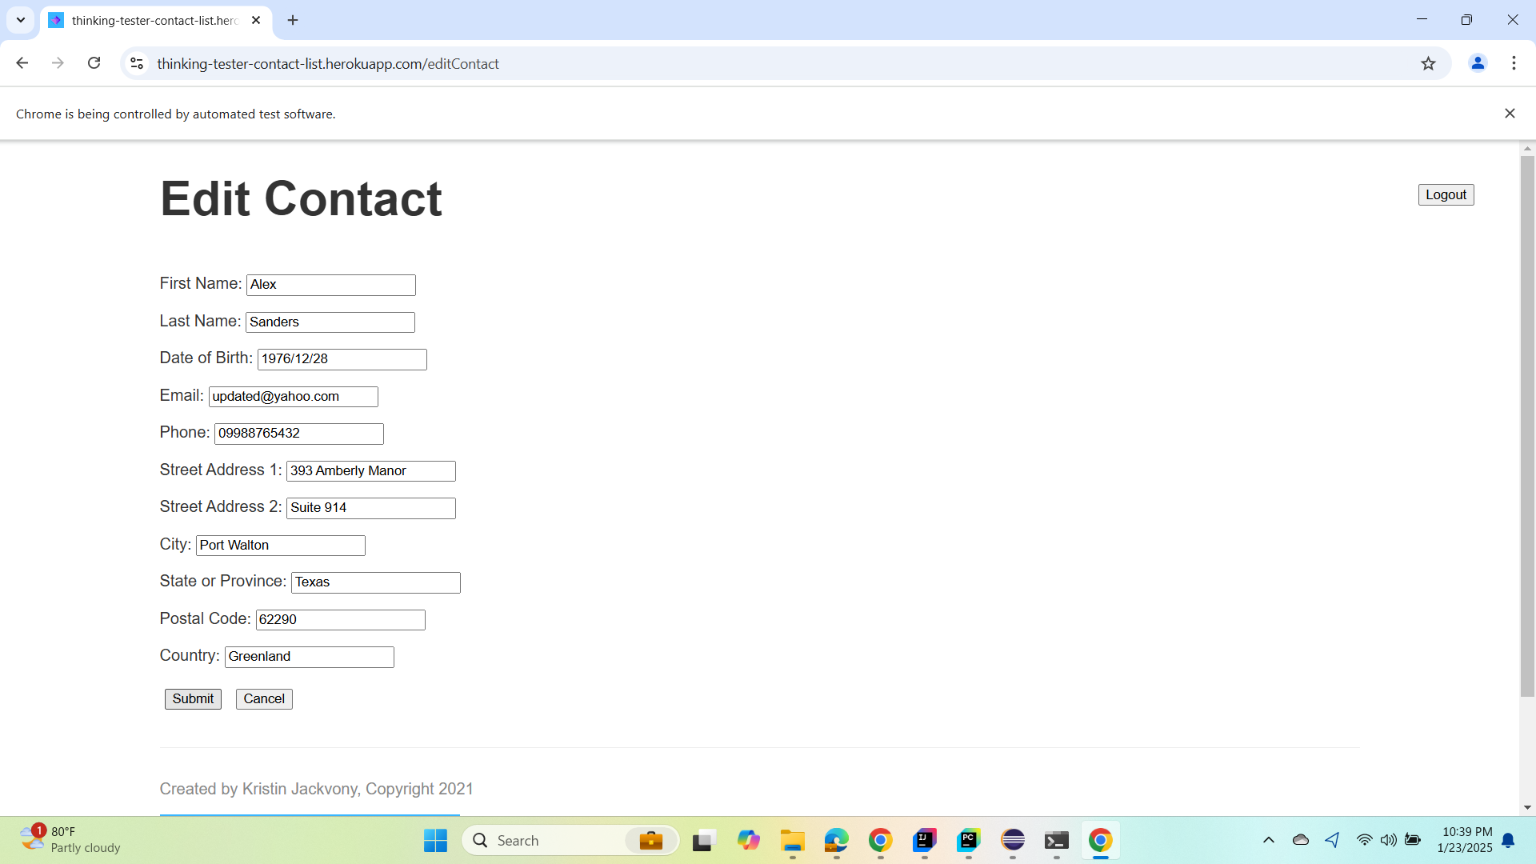 thinking-tester-contact-list.herc
thinking-tester-contact-list.herokuapp.com/editContact
Chrome is being controlled by automated test software.
Edit Contact
Logout
First Name: Alex
Last Name: Sanders
Date of Birth: 1976/12/28
Email: updated@yahoo.com
Phone: 09988765432
Street Address 1: 393 Amberly Manor
Street Address 2: Suite 914
City: Port Walton
State or Province: Texas
Postal Code: 62290
Country: Greenland
Submit Cancel
Created by Kristin Jackvony, Copyright 2021
1
80°F
Partly cloudy
Search
IJ
PC
10:39 PM
1/23/2025